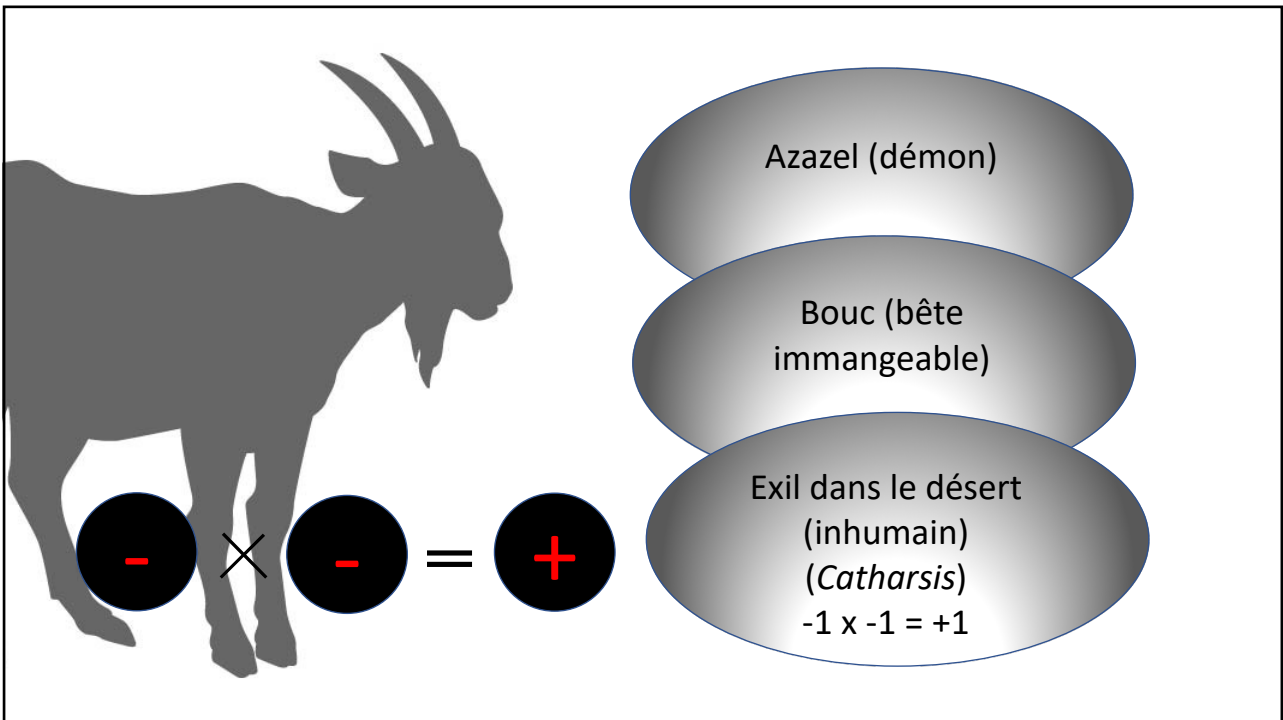 Azazel (démon)
Bouc (bête
immangeable)
Exil dans le désert
(inhumain)
(Catharsis)
-1 x -1 = +1
- × - = +